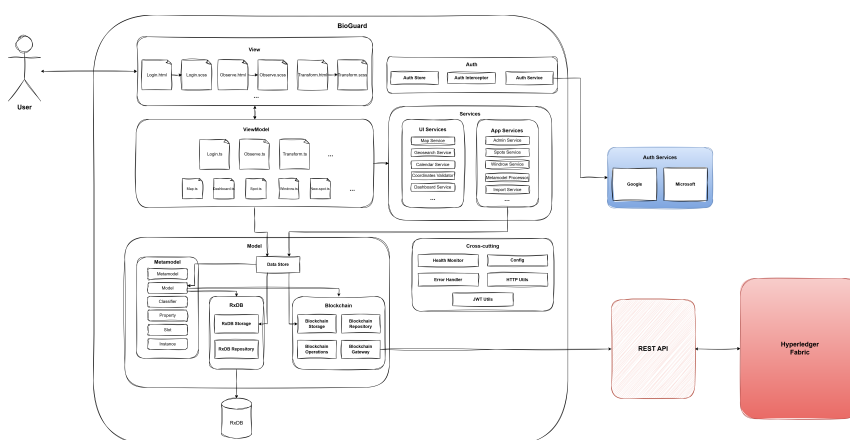 BioGuard
View
Login.html
Login.scss
Observe.html
Observe.scss
Transform.html
Transform.scss
...
User
Auth
Auth Store
Auth Interceptor
Auth Service
ViewModel
Login.ts
Observe.ts
Transform.ts
...
Map.ts
Dashboard.ts
Spot.ts
Windrow.ts
New-spot.ts
...
Services
UI Services
Map Service
Geosearch Service
Calendar Service
Coordinates Validator
Dashboard Service
...
App Services
Admin Service
Spots Service
Windrow Service
Metamodel Processor
Import Service
...
Auth Services
Google
Microsoft
Model
Data Store
Metamodel
Metamodel
Model
Classifier
Property
Slot
Instance
RxDB
RxDB Storage
RxDB Repository
Blockchain
Blockchain
Storage
Blockchain
Repository
Blockchain
Operations
Blockchain
Gateway
Cross-cutting
Health Monitor
Config
Error Handler
HTTP Utils
JWT Utils
RxDB
REST API
Hyperledger
Fabric